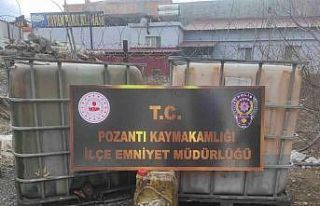 T.C.
POZANTI KAYMAKAMLIĞI
İLÇE EMNİYET MÜDÜRLÜĞÜ